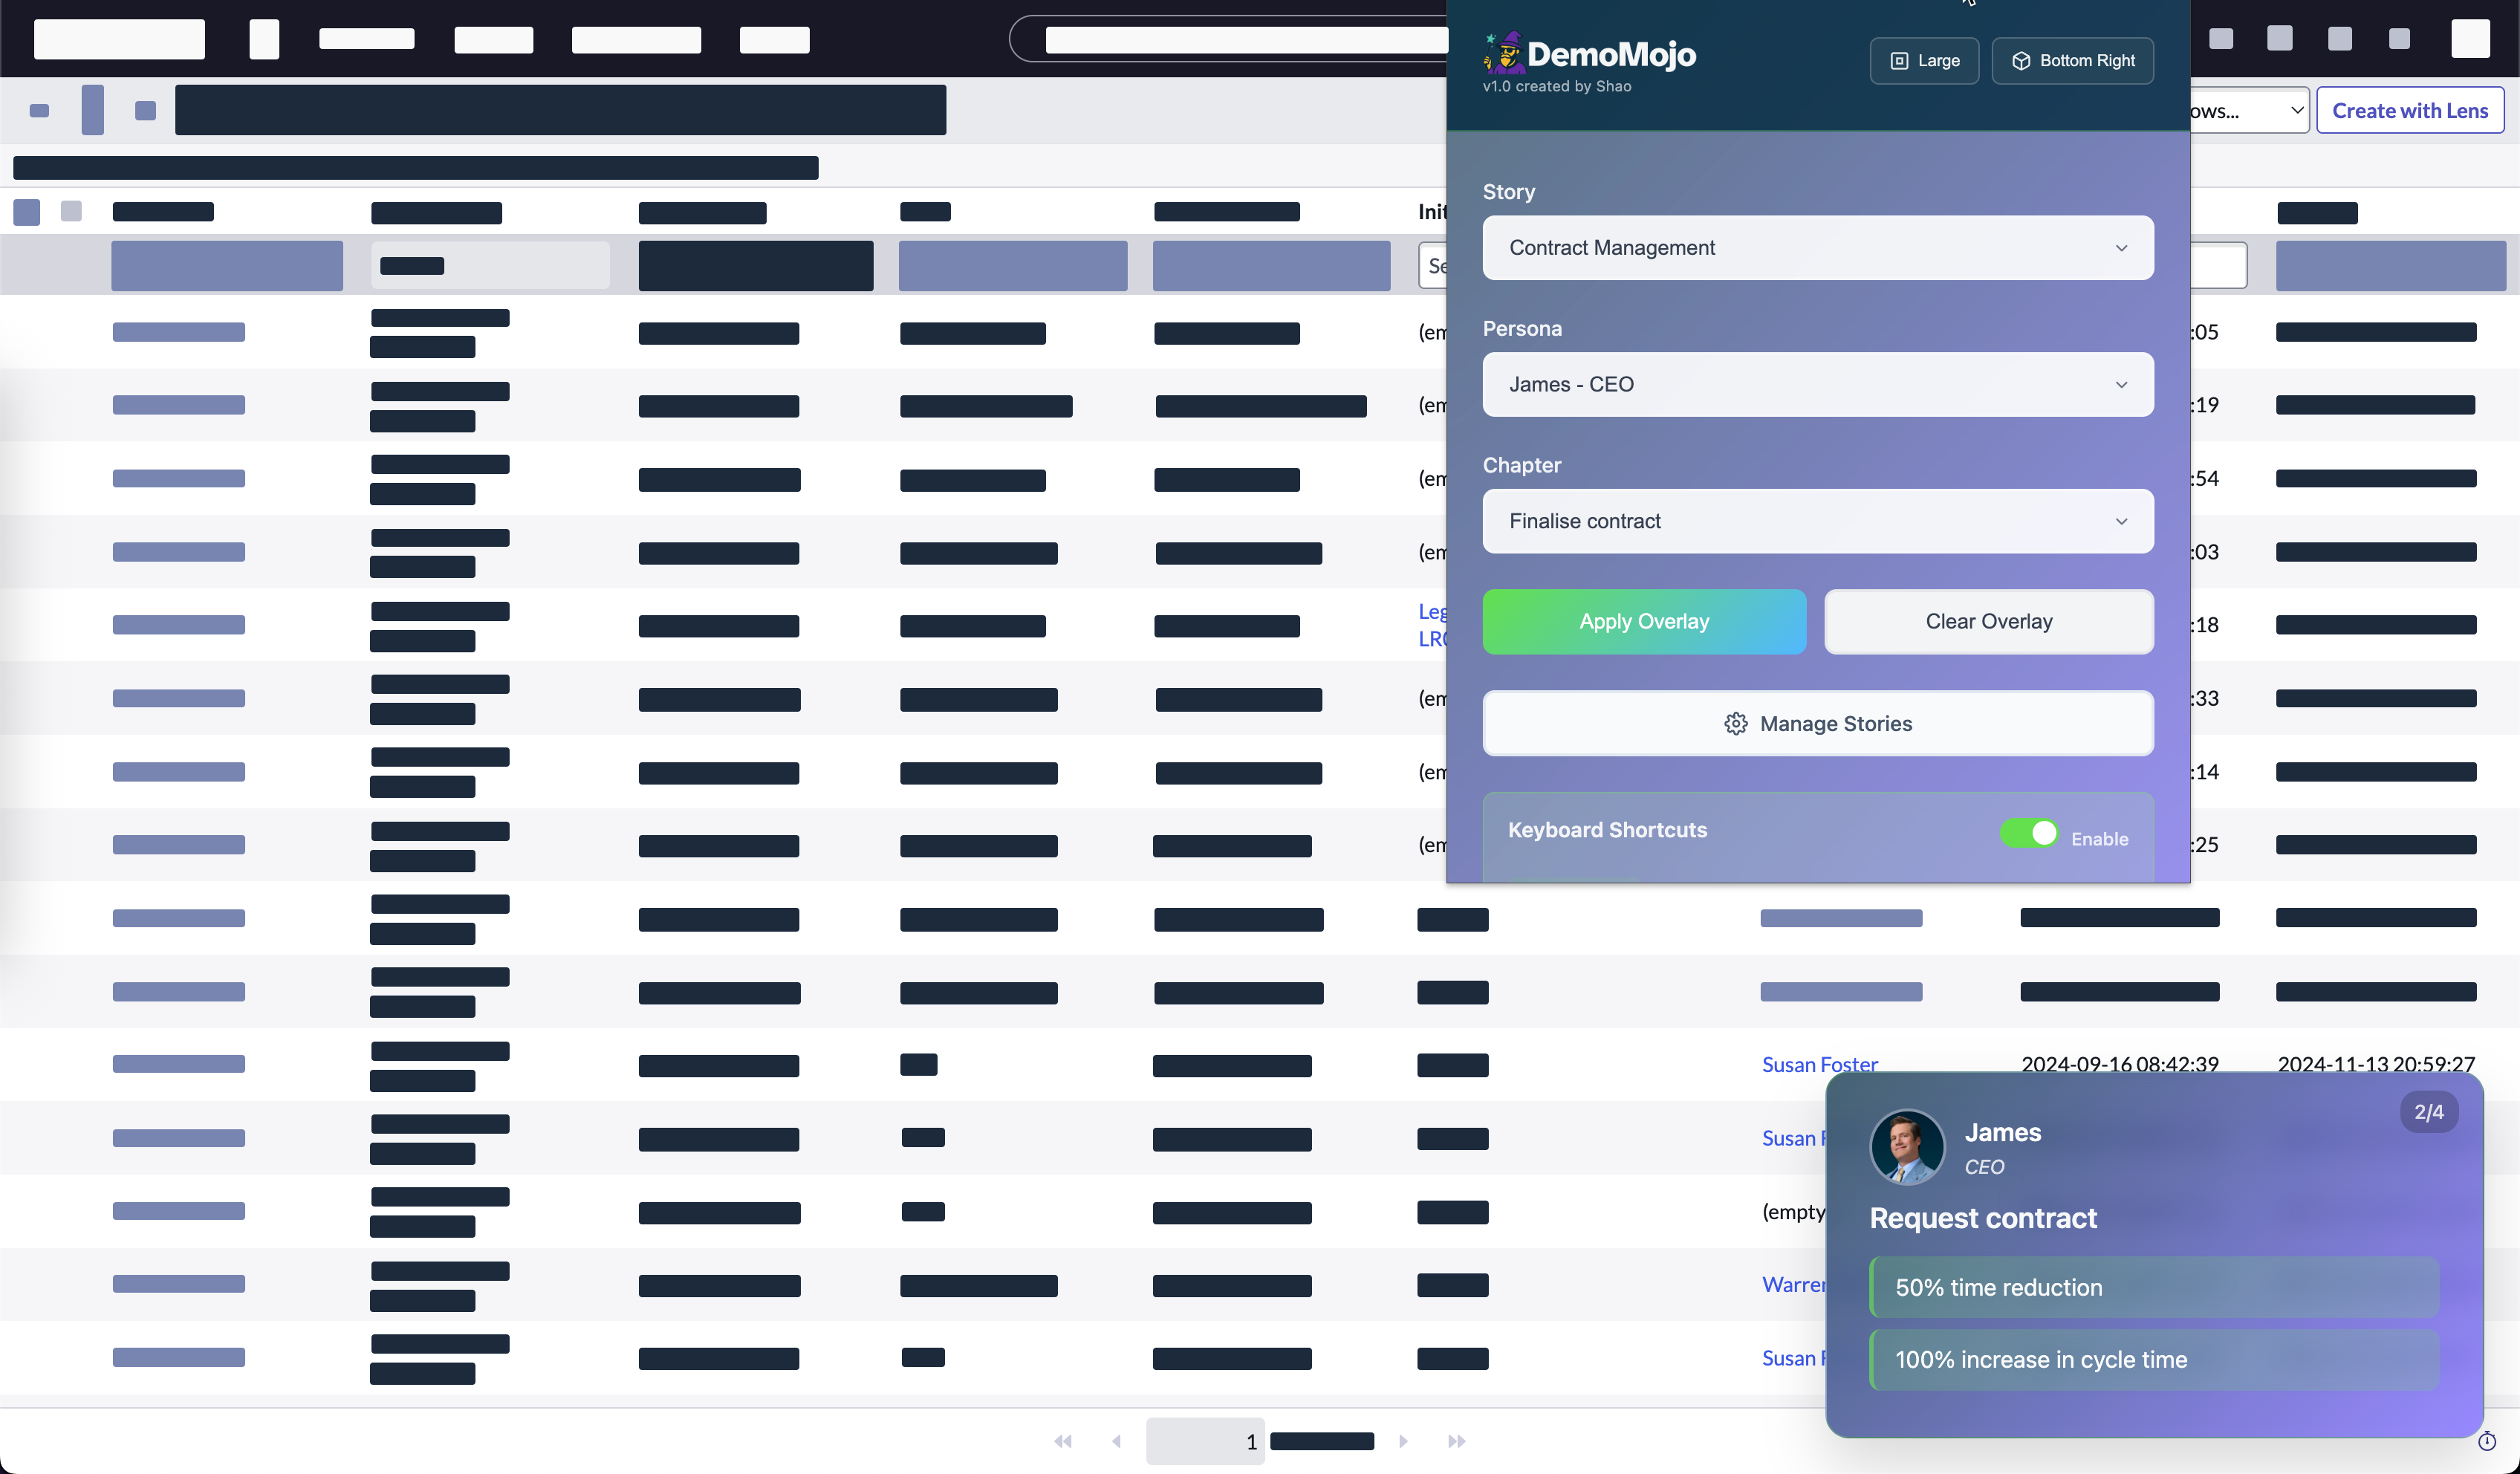 DemoMojo
v1.0 created by Shao
Large
Bottom Right
ows...
Create with Lens
Story
Contract Management
Persona
James - CEO
Chapter
Finalise contract
Apply Overlay
Clear Overlay
Manage Stories
Keyboard Shortcuts
Enable
Init
Se
(em :05
(em :19
(em :54
(em :03
Leg
LR0 :18
(em :33
(em :14
(em :25
Susan Foster 2024-09-16 08:42:39 2024-11-13 20:59:27
Susan F
(empty
Warren
Susan F
2/4
James
CEO
Request contract
50% time reduction
100% increase in cycle time
1